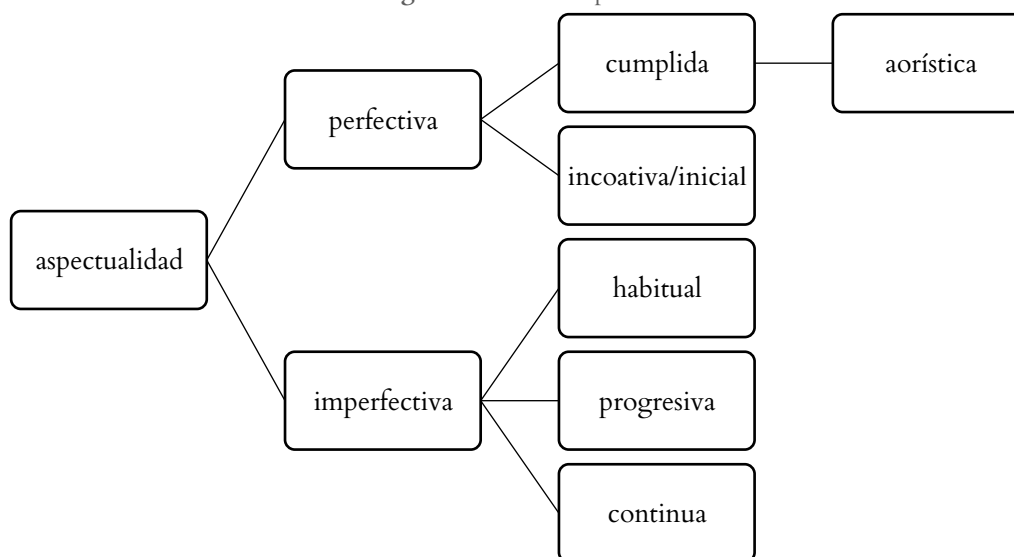 cumplida
aorística
perfectiva
incoativa/inicial
aspectualidad
habitual
imperfectiva
progresiva
continua